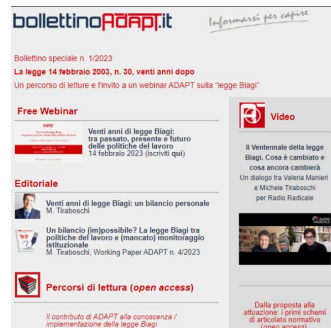 bollettinoADAPT.it
Informarsi per capire
Bollettino speciale n. 1/2023
La legge 14 febbraio 2003, n. 30, venti anni dopo
Un percorso di lettura e l'invito a un webinar ADAPT sulla "legge Biagi"
Free Webinar
Venti anni di legge Biagi:
tra passato, presente e futuro
delle politiche del lavoro
14 febbraio 2023 (iscriviti qui)
Editoriale
Venti anni di legge Biagi: un bilancio personale
M. Tiraboschi
WP
Un bilancio (im)possibile? La legge Biagi tra
politiche del lavoro e (mancato) monitoraggio
istituzionale
M. Tiraboschi, Working Paper ADAPT n. 4/2023
Percorsi di lettura (open access)
Il contributo di ADAPT alla conoscenza /
implementazione della legge Biagi
Video
Il Ventennale della legge
Biagi. Cosa è cambiato e
cosa ancora cambierà
Un dialogo tra Valeria Manieri
e Michele Tiraboschi
per Radio Radicale
Dalla proposta alla
attuazione: i primi schemi
di articolato normativo
(open access)